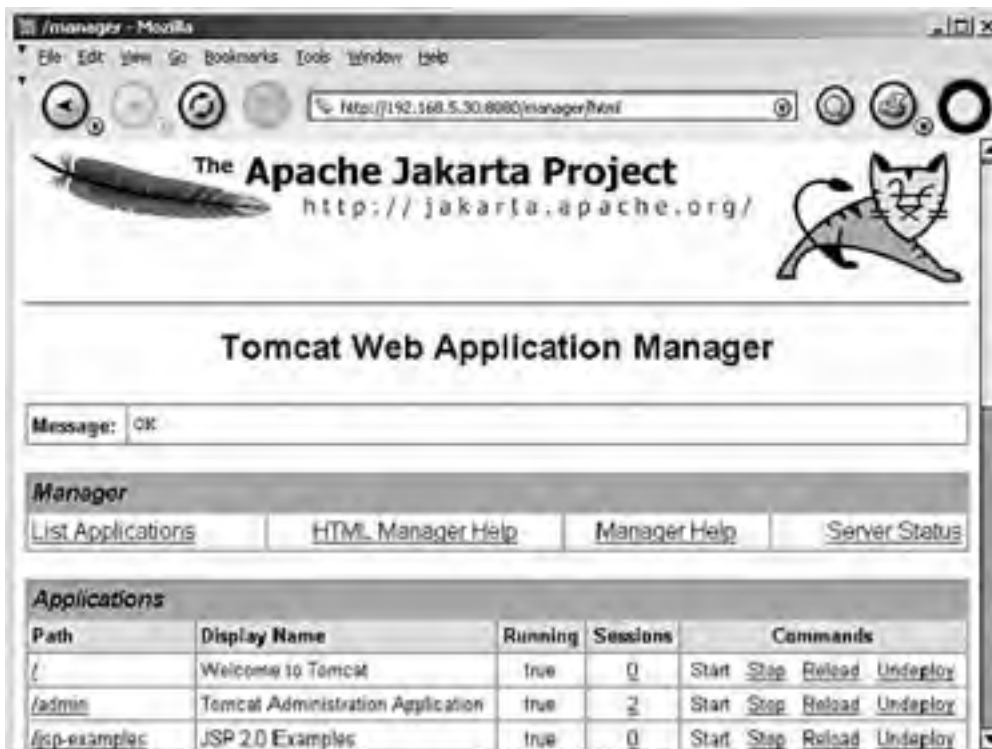 /manager - Mozilla
File Edit View Go Bookmarks Tools Window Help
http://192.168.5.30:8080/manager/html
The Apache Jakarta Project
http://jakarta.apache.org/
Tomcat Web Application Manager
Message: OK
Manager
List Applications HTML Manager Help Manager Help Server Status
Applications
Path Display Name Running Sessions Commands
/ Welcome to Tomcat true 0 Start Stop Reload Undeploy
/admin Tomcat Administration Application true 2 Start Stop Reload Undeploy
/jsp-examples JSP 2.0 Examples true 0 Start Stop Reload Undeploy